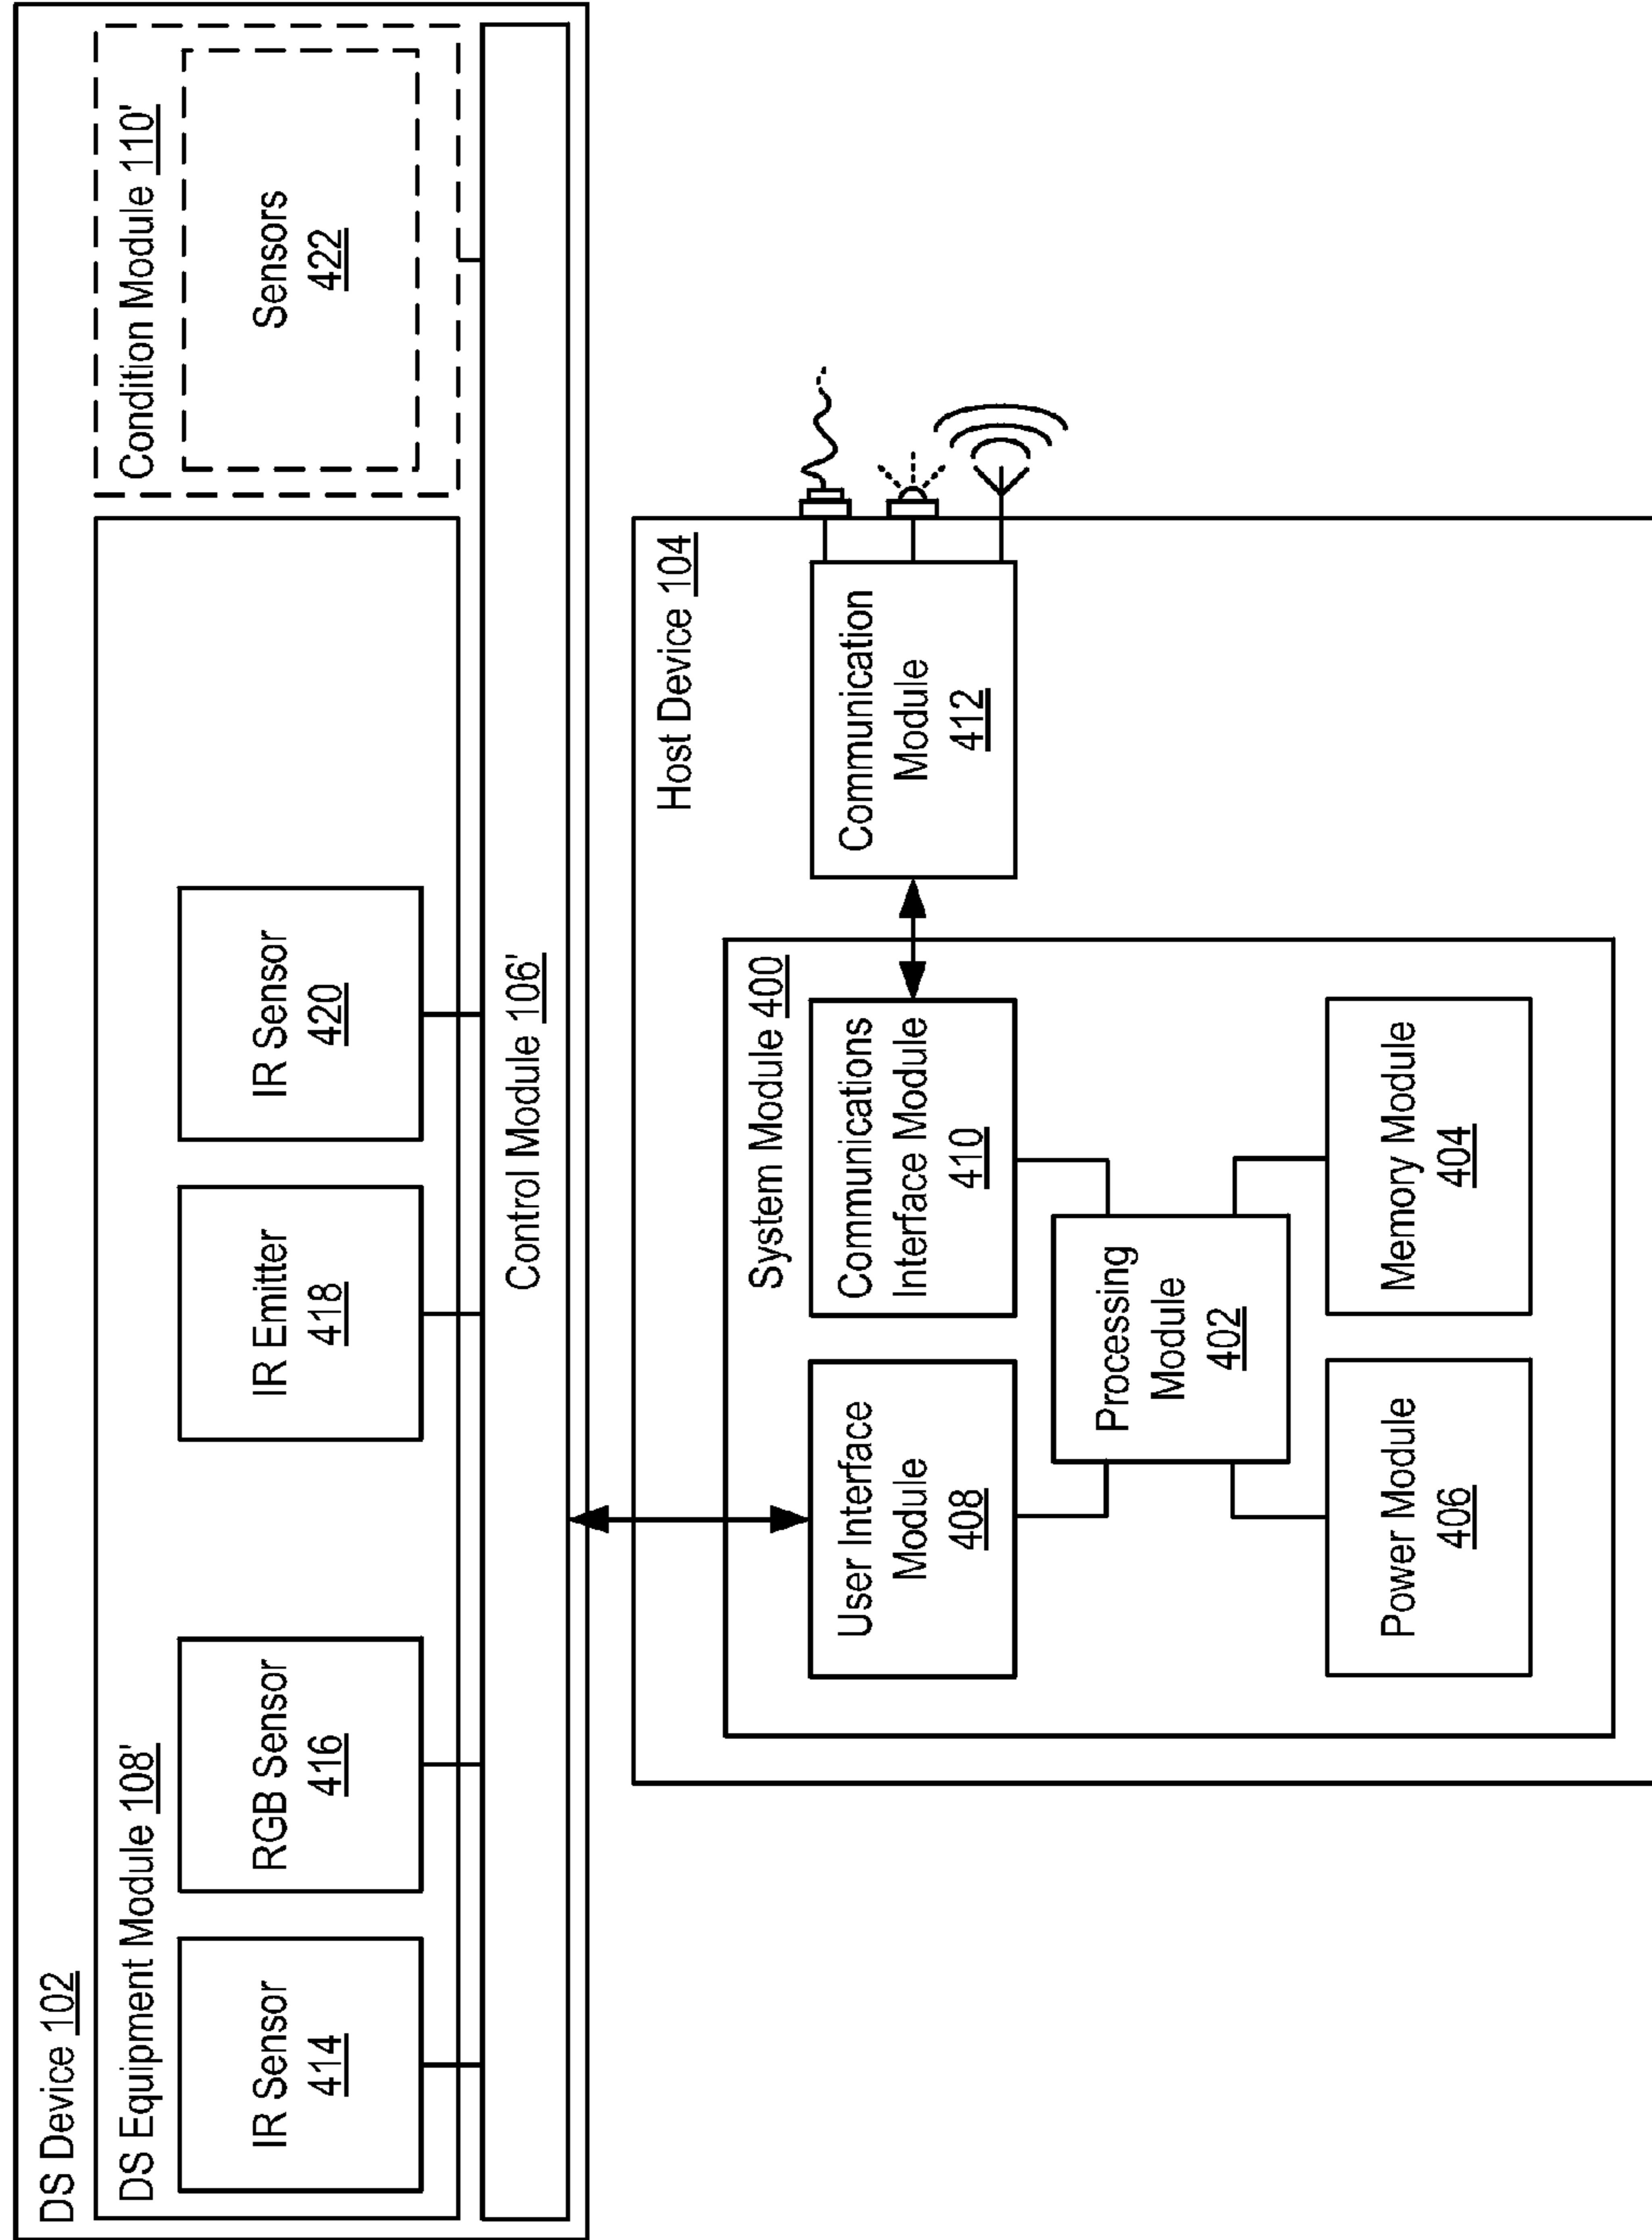 DS Device 102
DS Equipment Module 108'
IR Sensor
414
RGB Sensor
416
IR Emitter
418
IR Sensor
420
Condition Module 110'
Sensors
422
Control Module 106'
Host Device 104
System Module 400
User Interface
Module
408
Communications
Interface Module
410
Communication
Module
412
Processing
Module
402
Power Module
406
Memory Module
404